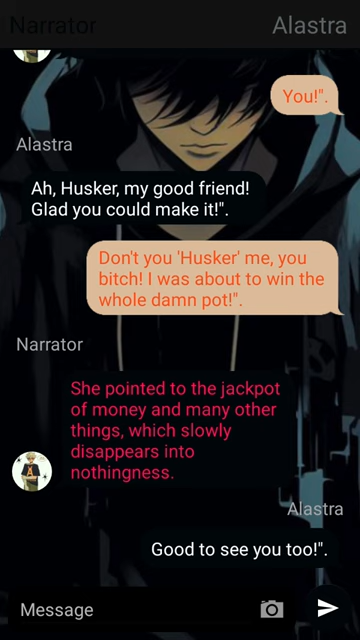 Narrator
Alastra
You!".
Alastra
Ah, Husker, my good friend!
Glad you could make it!".
Don't you 'Husker' me, you
bitch! I was about to win the
whole damn pot!".
Narrator
She pointed to the jackpot
of money and many other
things, which slowly
disappears into
nothingness.
Alastra
Good to see you too!".
Message